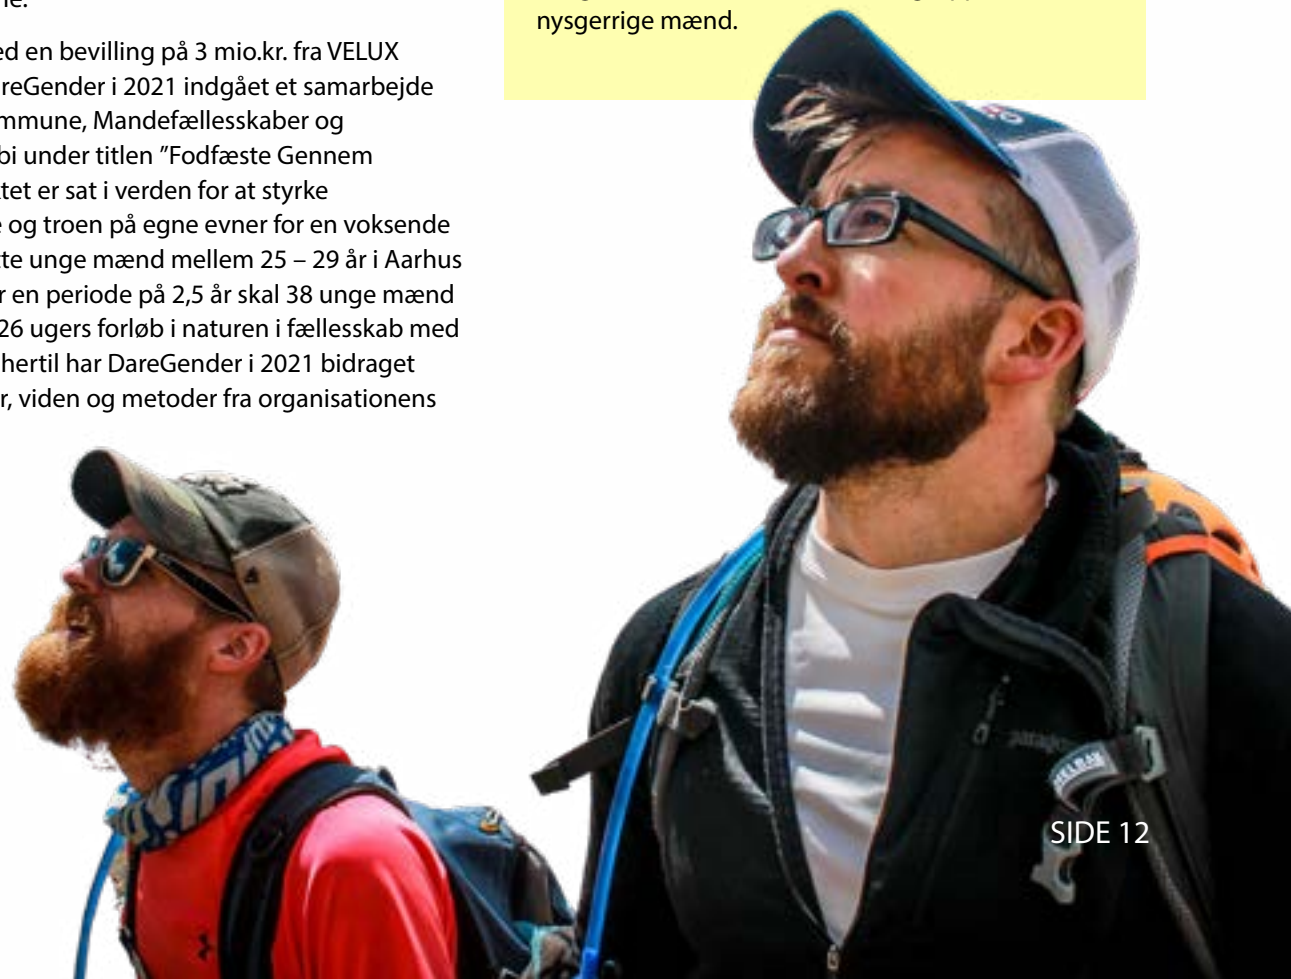 ne.
ed en bevilling på 3 mio.kr. fra VELUX
reGender i 2021 indgået et samarbejde
mmune, Mandefællesskaber og
bi under titlen ”Fodfæste Gennem
tet er sat i verden for at styrke
e og troen på egne evner for en voksende
tte unge mænd mellem 25 – 29 år i Aarhus
r en periode på 2,5 år skal 38 unge mænd
26 ugers forløb i naturen i fællesskab med
hertil har DareGender i 2021 bidraget
r, viden og metoder fra organisationens
nysgerrige mænd.
SIDE 12